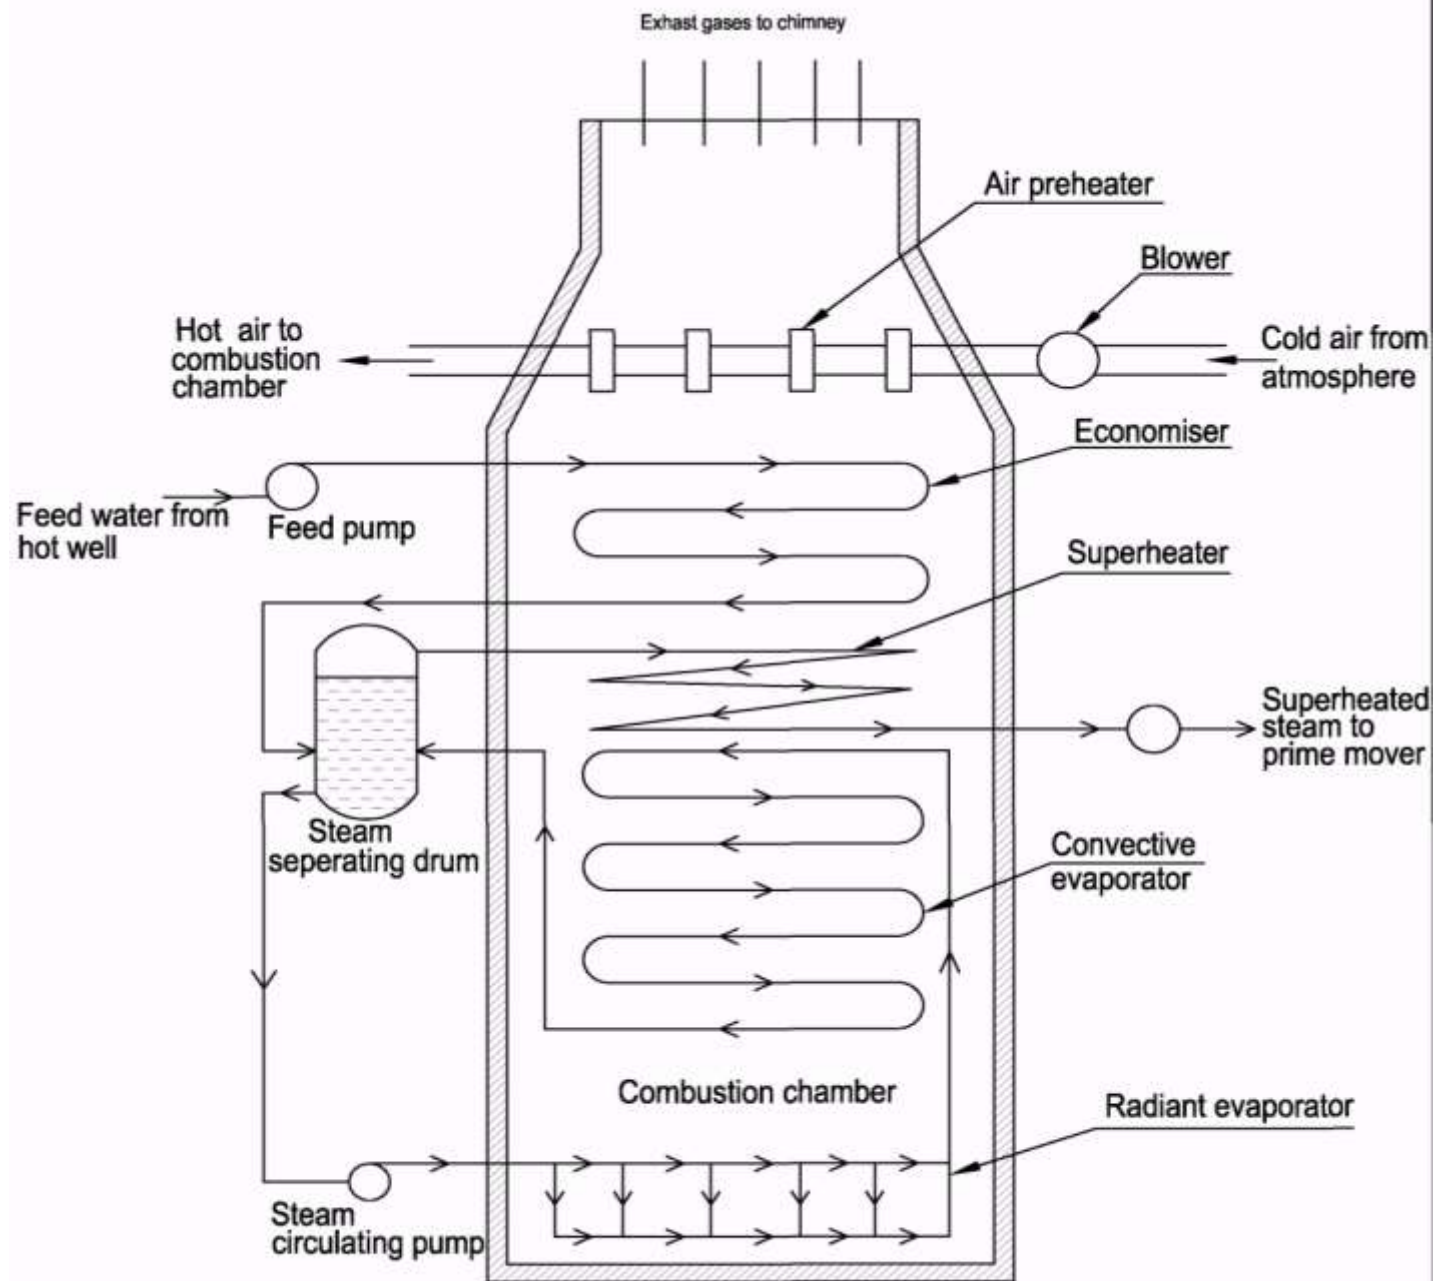 Exhast gases to chimney
Air preheater
Blower
Hot air to
combustion
chamber
Cold air from
atmosphere
Economiser
Feed water from
hot well
Feed pump
Superheater
Superheated
steam to
prime mover
Steam
seperating drum
Convective
evaporator
Combustion chamber
Radiant evaporator
Steam
circulating pump